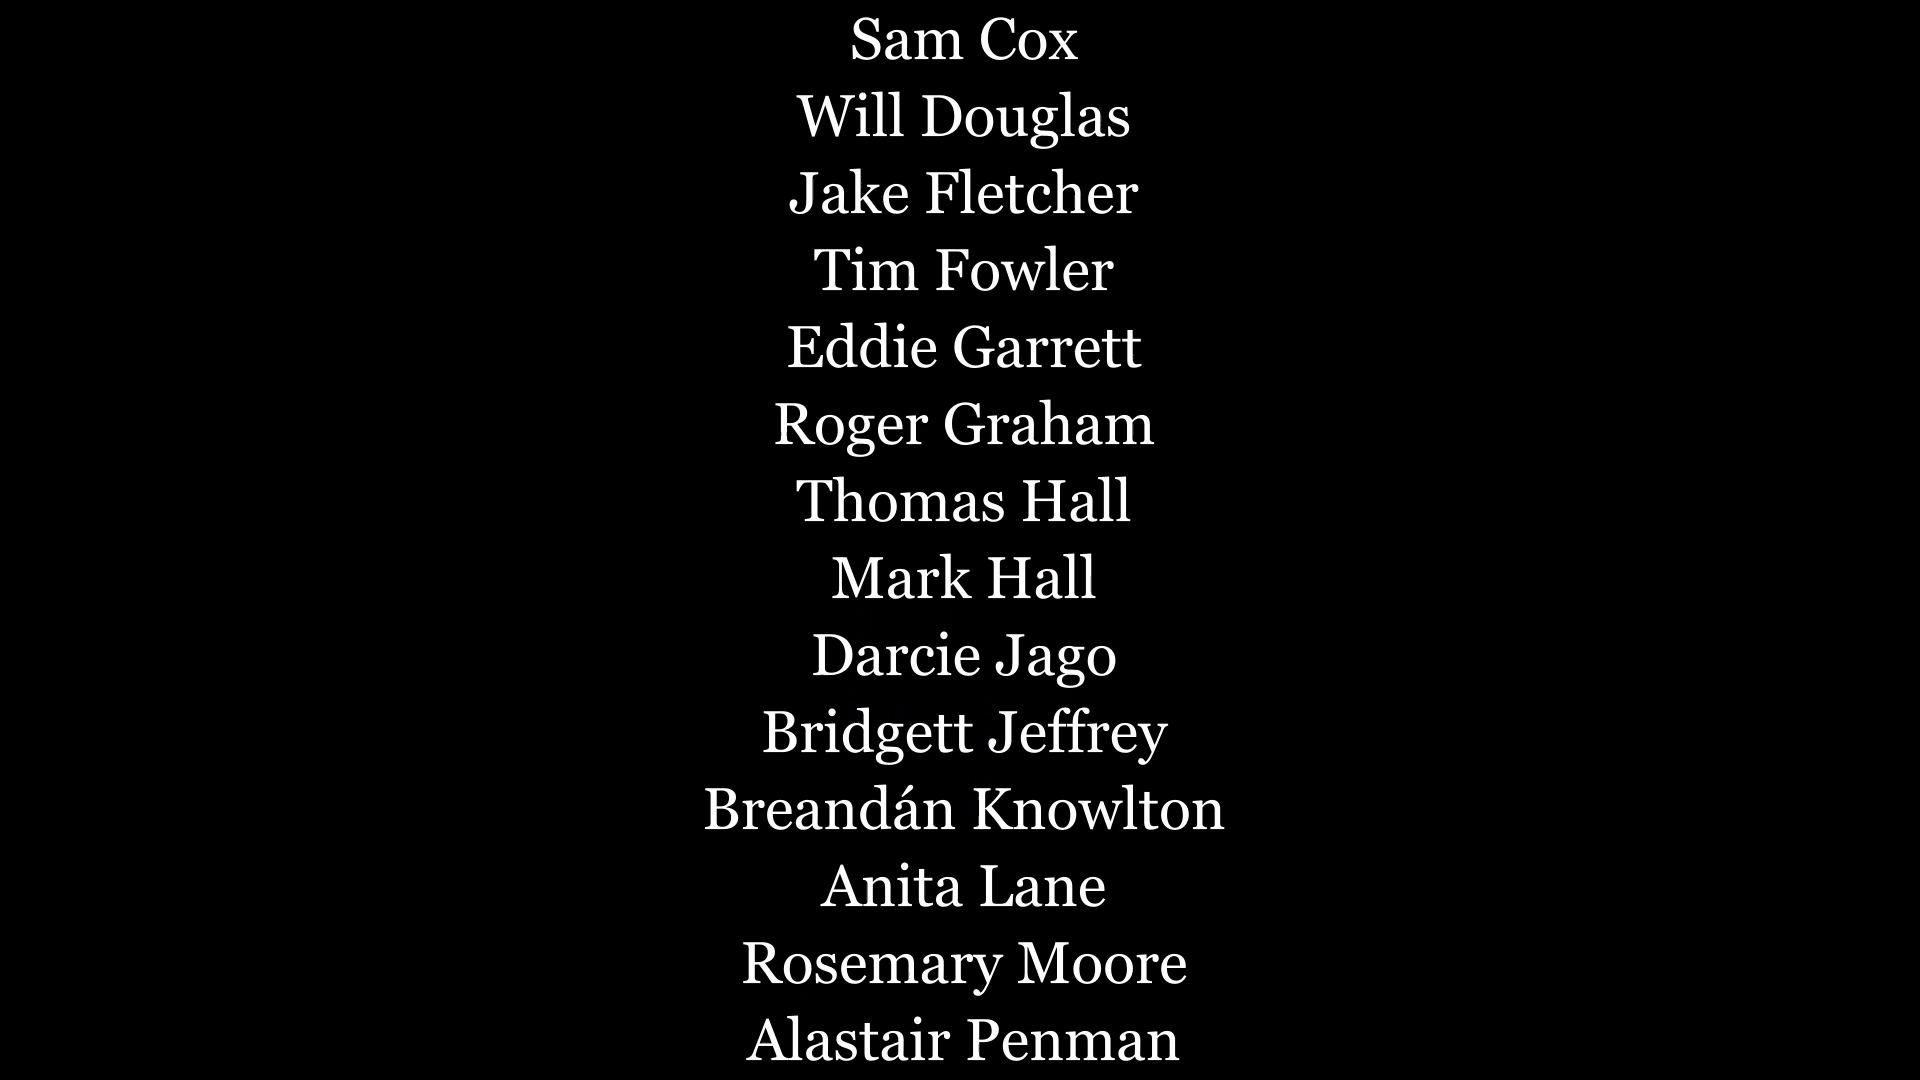 Sam Cox
Will Douglas
Jake Fletcher
Tim Fowler
Eddie Garrett
Roger Graham
Thomas Hall
Mark Hall
Darcie Jago
Bridgett Jeffrey
Breandán Knowlton
Anita Lane
Rosemary Moore
Alastair Penman